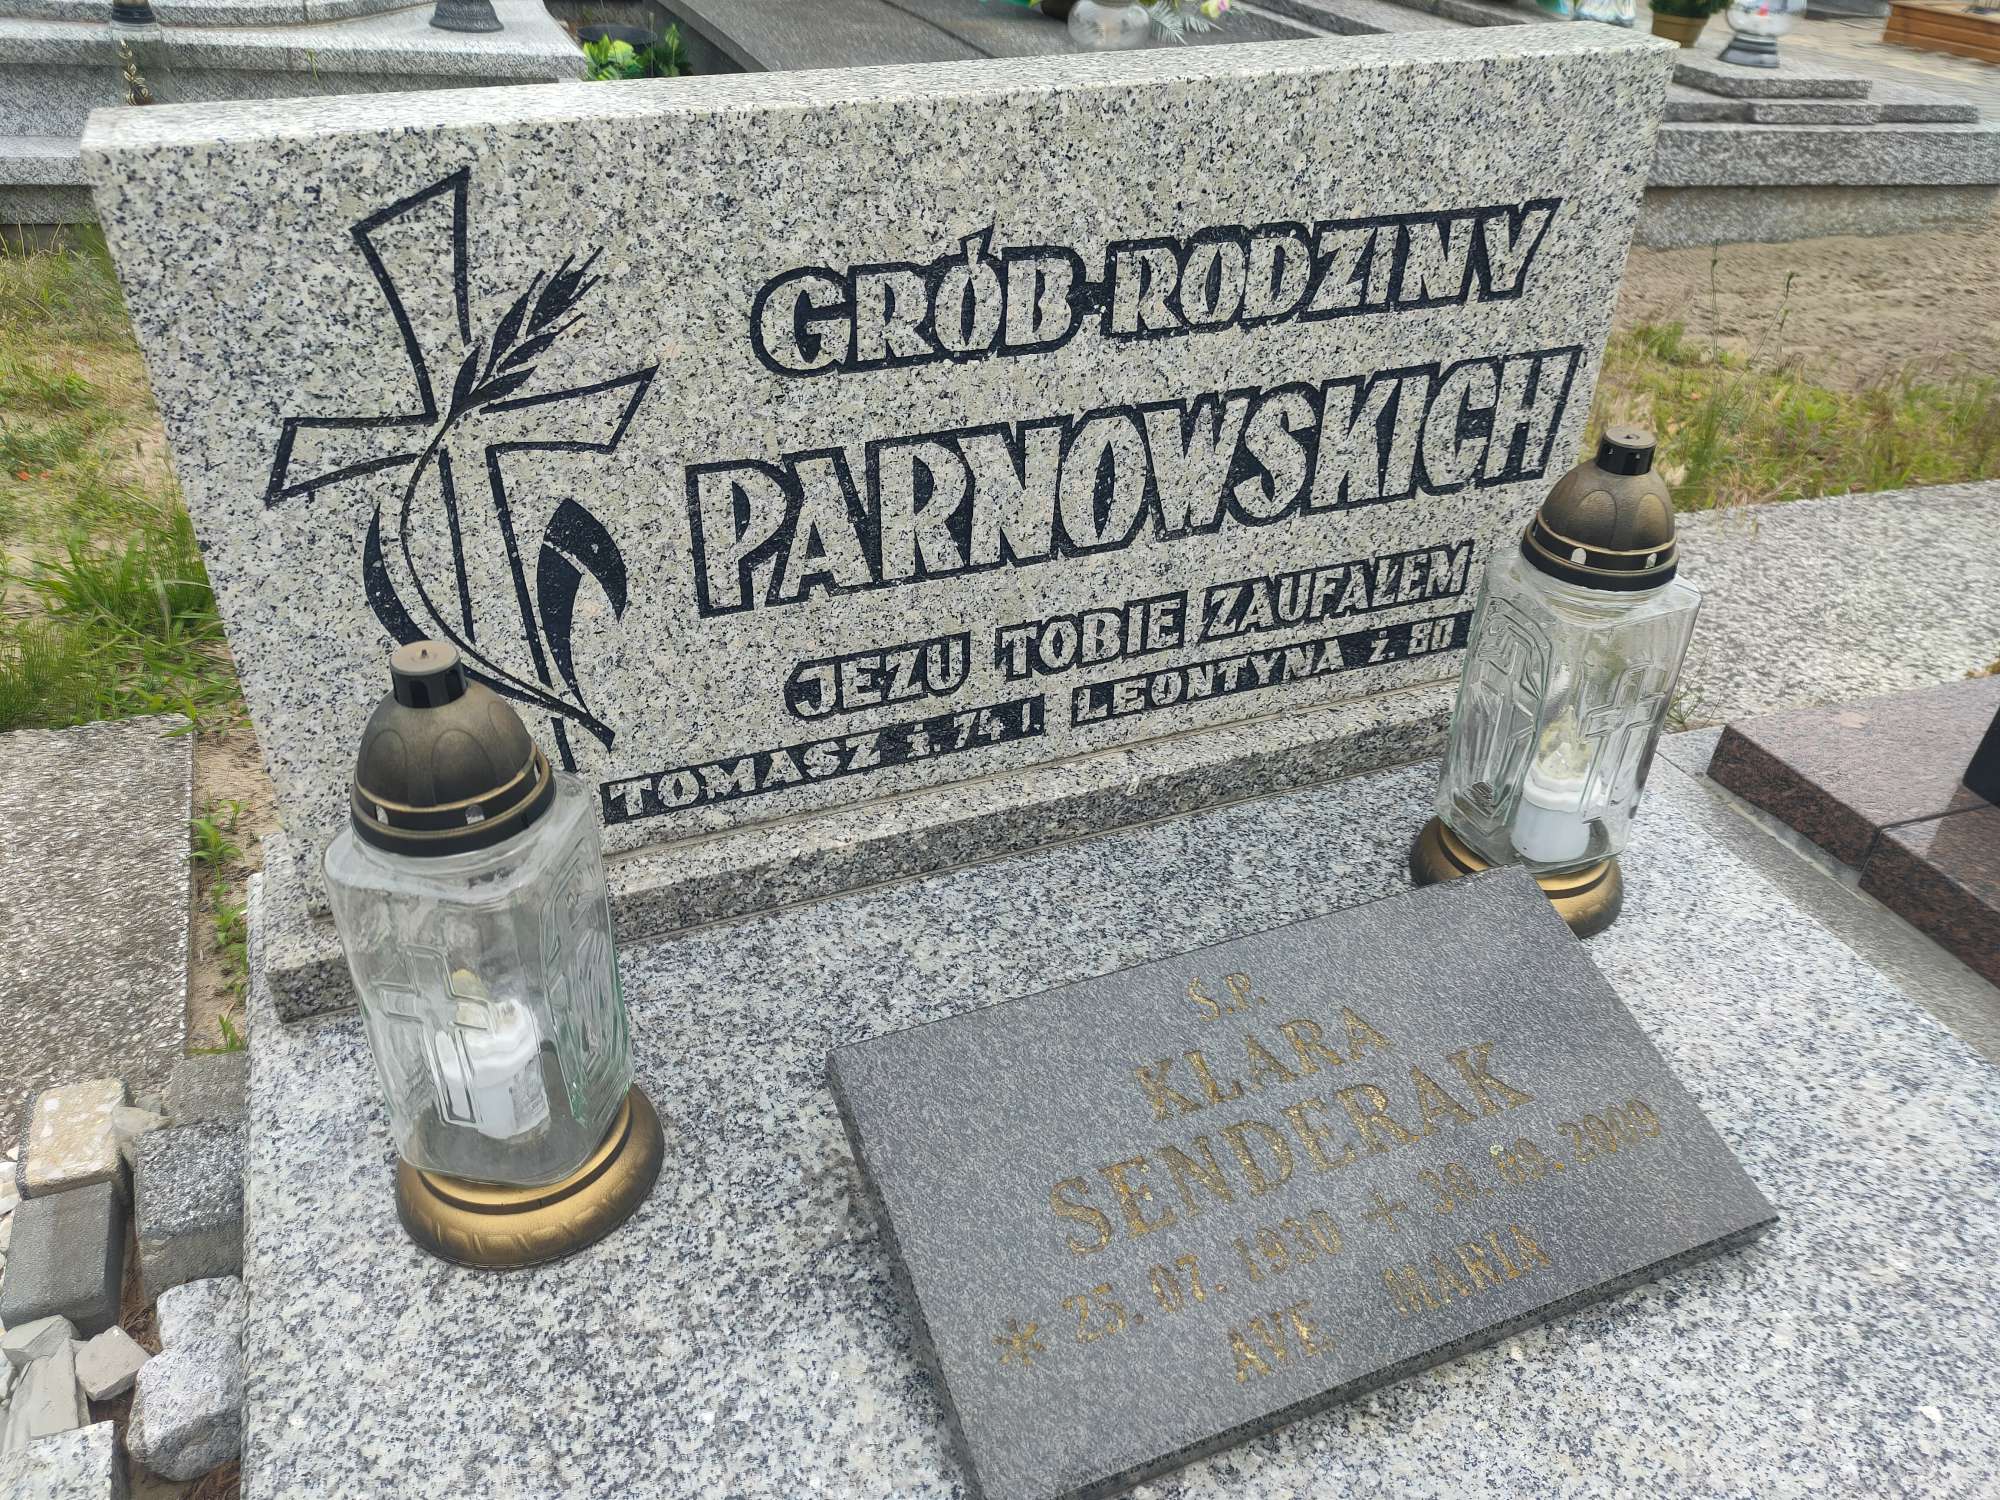 GRÓB RODZINY
PARNOWSKICH
JEZU TOBIE ZAUFAŁEM
TOMASZ Ż. 74 L. LEONTYNA Ż. 80
Ś.P.
KLARA
SENDERAK
* 25.07.1930 + 30.09.2009
AVE MARIA